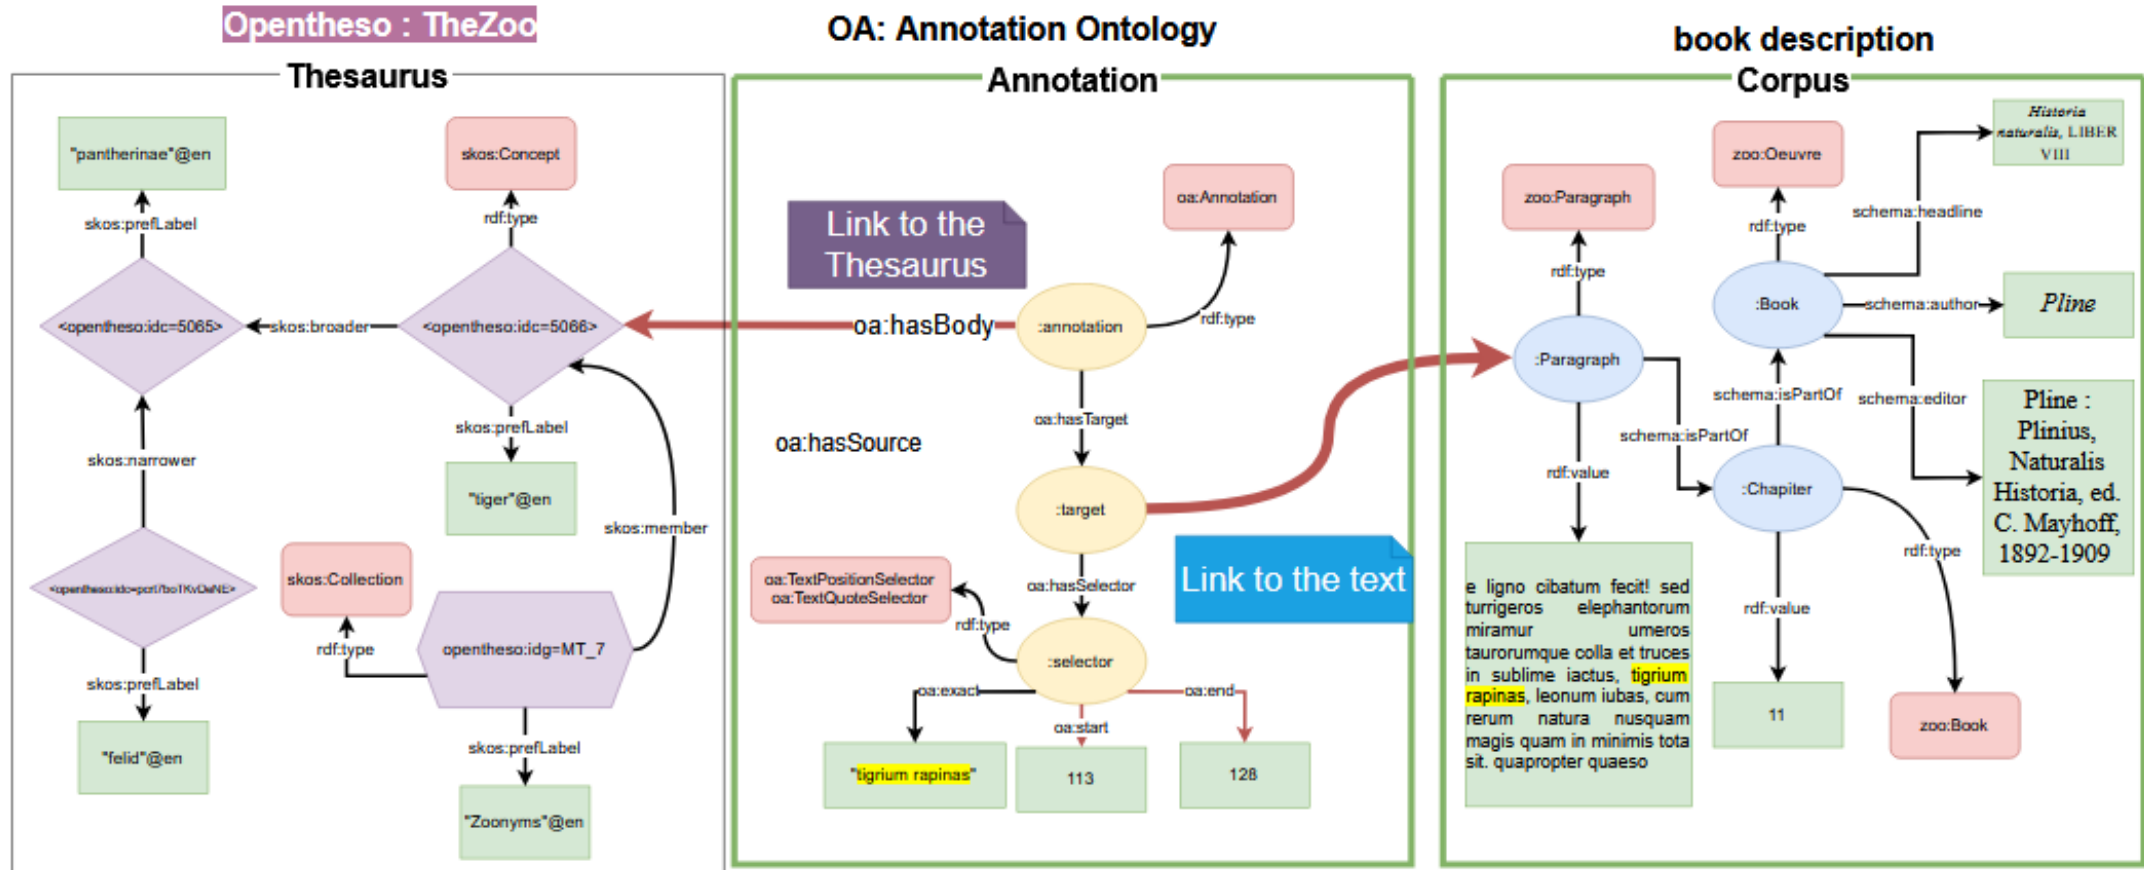 Opentheso : TheZoo
OA: Annotation Ontology
book description
Thesaurus
"pantherinae"@en
skos:Concept
skos:prefLabel
rdf:type
<opentheso:idc=5065>
skos:broader
<opentheso:idc=5066>
skos:narrower
skos:prefLabel
"tiger"@en
skos:member
skos:Collection
rdf:type
opentheso:idg=MT_7
skos:prefLabel
"felid"@en
skos:prefLabel
"Zoonyms"@en
Annotation
Link to the
Thesaurus
oa:Annotation
rdf:type
oa:hasBody
:annotation
oa:hasTarget
oa:hasSource
:target
Link to the text
oa:hasSelector
oa:TextPositionSelector
oa:TextQuoteSelector
rdf:type
:selector
oa:exact
oa:start
oa:end
"tigrium rapinas"
113
128
Corpus
Historia
naturalis, LIBER
VIII
zoo:Oeuvre
zoo:Paragraph
rdf:type
schema:headline
rdf:type
:Book
schema:author
Pline
:Paragraph
schema:isPartOf
schema:editor
Pline :
Plinius,
Naturalis
Historia, ed.
C. Mayhoff,
1892-1909
schema:isPartOf
rdf:value
:Chapiter
rdf:type
e ligno cibatum fecit! sed
turrigeros elephantorum
miramur umeros
taurorumque colla et truces
in sublime iactus, tigrium
rapinas, leonum iubas, cum
rerum natura nusquam
magis quam in minimis tota
sit. quapropter quaeso
rdf:value
11
zoo:Book